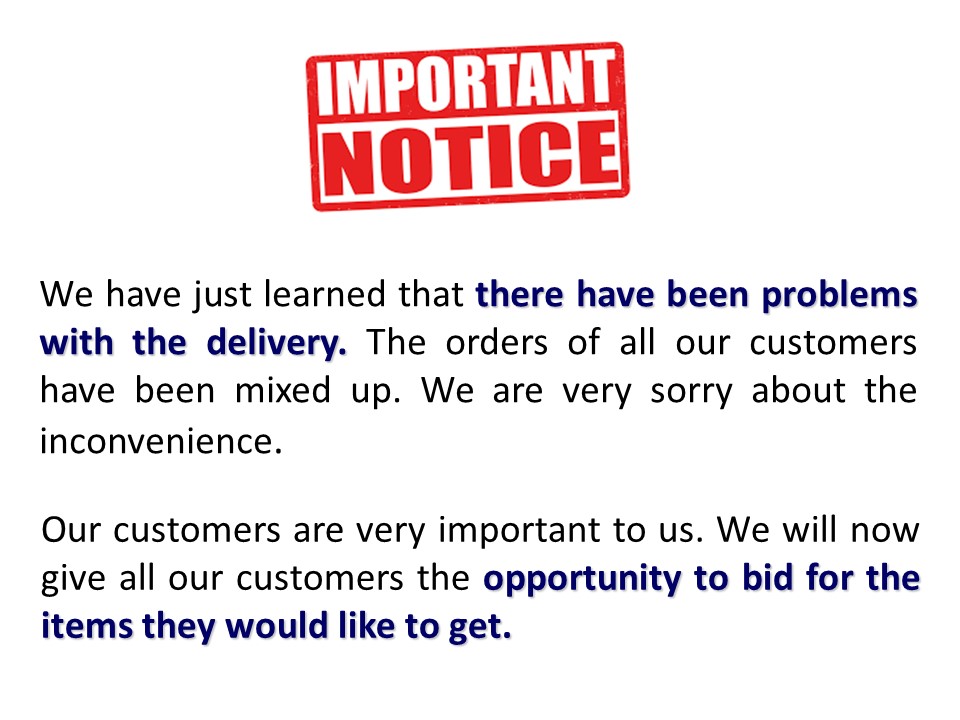 IMPORTANT
NOTICE
We have just learned that there have been problems
with the delivery. The orders of all our customers
have been mixed up. We are very sorry about the
inconvenience.
Our customers are very important to us. We will now
give all our customers the opportunity to bid for the
items they would like to get.